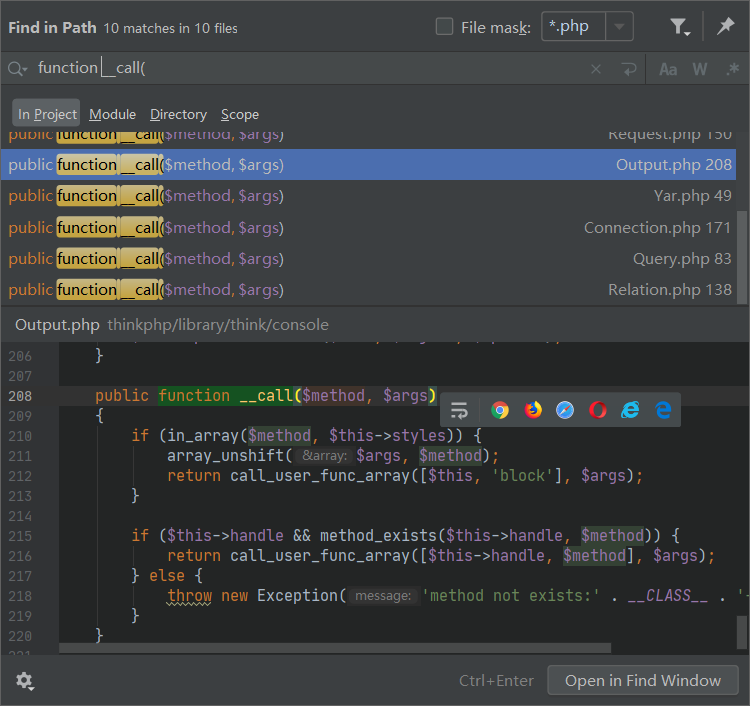 Find in Path 10 matches in 10 files File mask: *.php
function __call( Aa W .*
In Project Module Directory Scope
public function __call($method, $args) Request.php 150
public function __call($method, $args) Output.php 208
public function __call($method, $args) Yar.php 49
public function __call($method, $args) Connection.php 171
public function __call($method, $args) Query.php 83
public function __call($method, $args) Relation.php 138
Output.php thinkphp/library/think/console
206 }
207
208 public function __call($method, $args)
209 {
210 if (in_array($method, $this->styles)) {
211 array_unshift( &array: $args, $method);
212 return call_user_func_array([$this, 'block'], $args);
213 }
214
215 if ($this->handle && method_exists($this->handle, $method)) {
216 return call_user_func_array([$this->handle, $method], $args);
217 } else {
218 throw new Exception( message: 'method not exists:' . __CLASS__ . '-
219 }
220 }
Ctrl+Enter Open in Find Window